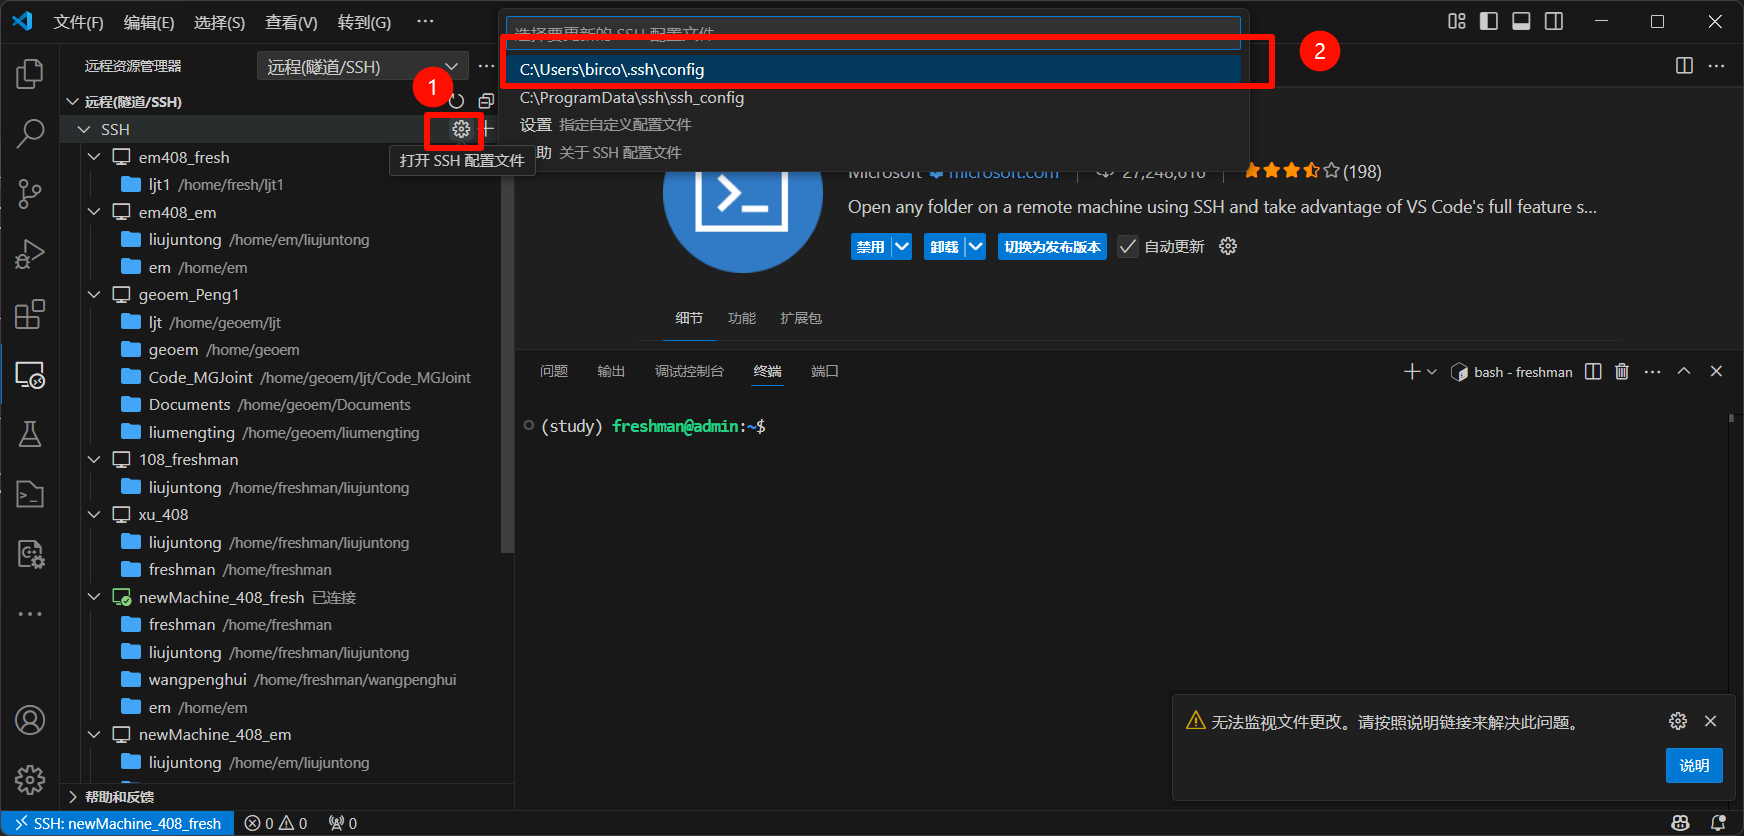 文件(F) 编辑(E) 选择(S) 查看(V) 转到(G) ···
选择要更新的 SSH 配置文件
C:\Users\birco\.ssh\config
2
C:\ProgramData\ssh\ssh_config
设置 指定自定义配置文件
助 关于 SSH 配置文件
远程资源管理器
远程(隧道/SSH)
1
远程(隧道/SSH)
SSH
打开 SSH 配置文件
em408_fresh
ljt1 /home/fresh/ljt1
em408_em
liujuntong /home/em/liujuntong
em /home/em
geoem_Peng1
ljt /home/geoem/ljt
geoem /home/geoem
Code_MGJoint /home/geoem/ljt/Code_MGJoint
Documents /home/geoem/Documents
liumengting /home/geoem/liumengting
108_freshman
liujuntong /home/freshman/liujuntong
xu_408
liujuntong /home/freshman/liujuntong
freshman /home/freshman
newMachine_408_fresh 已连接
freshman /home/freshman
liujuntong /home/freshman/liujuntong
wangpenghui /home/freshman/wangpenghui
em /home/em
newMachine_408_em
liujuntong /home/em/liujuntong
帮助和反馈
Microsoft microsoft.com 27,248,616 (198)
Open any folder on a remote machine using SSH and take advantage of VS Code's full feature s...
禁用 卸载 切换为发布版本 自动更新
细节 功能 扩展包
问题 输出 调试控制台 终端 端口
bash - freshman
(study) freshman@admin:~$
无法监视文件更改。请按照说明链接来解决此问题。
说明
SSH: newMachine_408_fresh 0 0 0